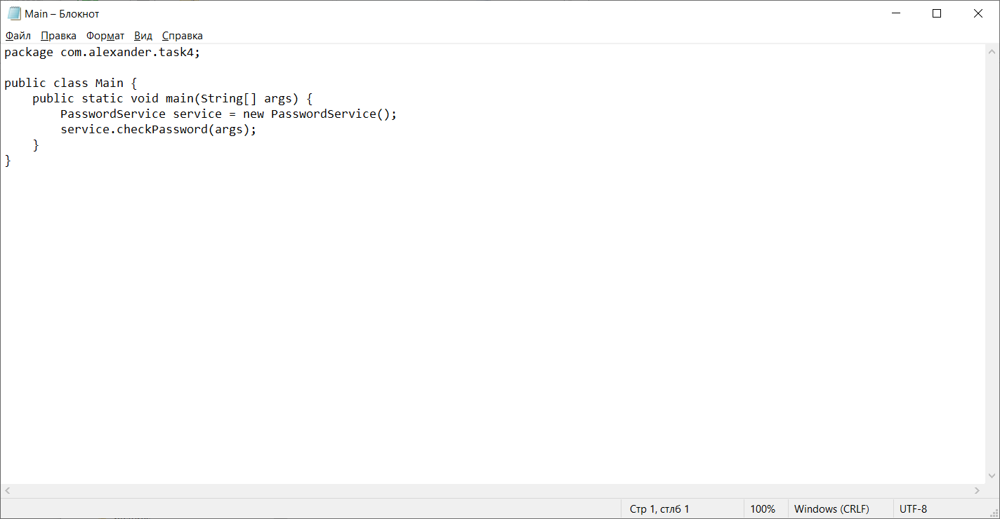 Main – Блокнот
Файл Правка Формат Вид Справка
package com.alexander.task4;
public class Main {
    public static void main(String[] args) {
        PasswordService service = new PasswordService();
        service.checkPassword(args);
    }
}
Стр 1, стлб 1 100% Windows (CRLF) UTF-8